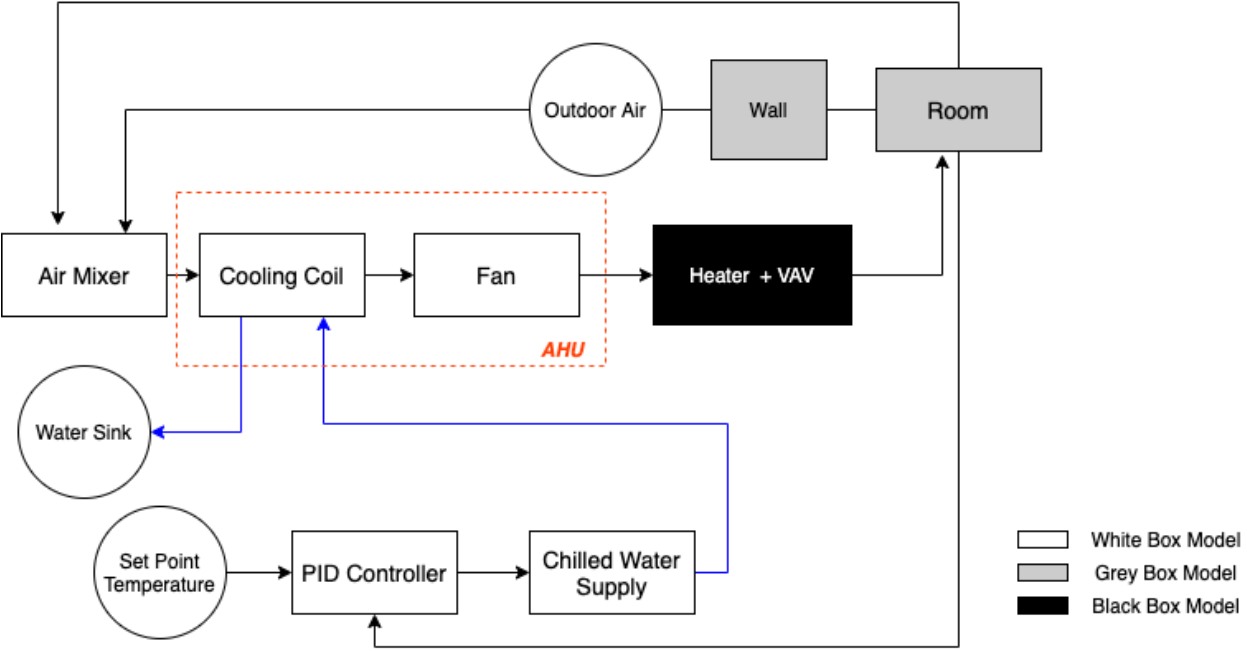 Outdoor Air
Wall
Room
Air Mixer
Cooling Coil
Fan
Heater + VAV
AHU
Water Sink
Set Point
Temperature
PID Controller
Chilled Water
Supply
White Box Model
Grey Box Model
Black Box Model